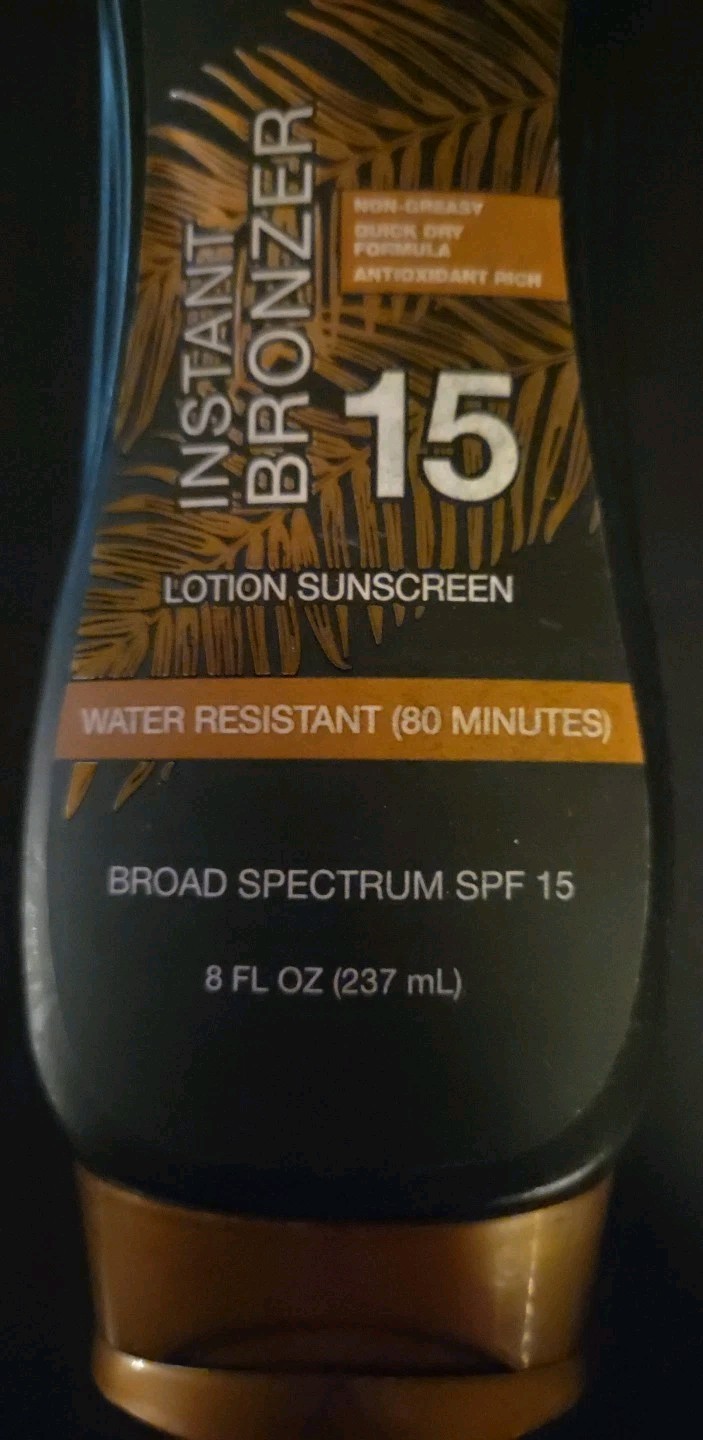 INSTANT
BRONZER
NON-GREASY
QUICK DRY
FORMULA
ANTIOXIDANT RICH
15
LOTION SUNSCREEN
WATER RESISTANT (80 MINUTES)
BROAD SPECTRUM SPF 15
8 FL OZ (237 mL)